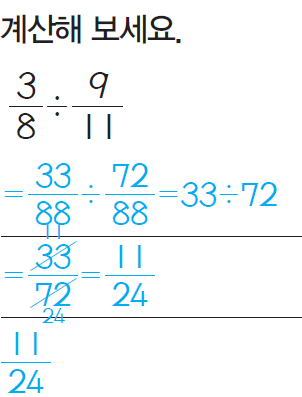 계산해 보세요.
3/8 ÷ 9/11
= 33/88 ÷ 72/88 = 33÷72
= 33/72 = 11/24
11 24
11/24